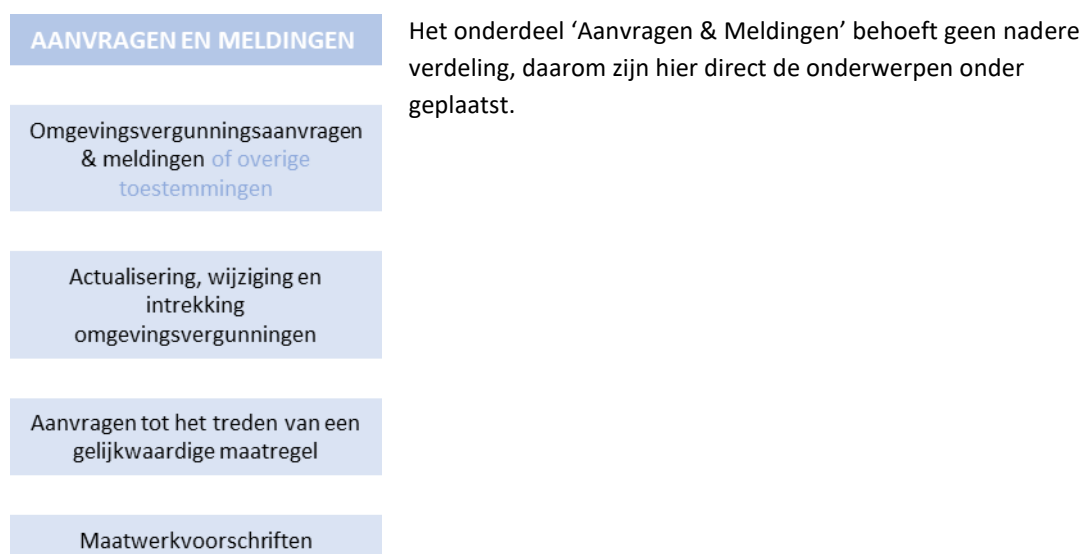 AANVRAGEN EN MELDINGEN
Het onderdeel ‘Aanvragen & Meldingen’ behoeft geen nadere
verdeling, daarom zijn hier direct de onderwerpen onder
geplaatst.
Omgevingsvergunningsaanvragen
& meldingen of overige
toestemmingen
Actualisering, wijziging en
intrekking
omgevingsvergunningen
Aanvragen tot het treden van een
gelijkwaardige maatregel
Maatwerkvoorschriften